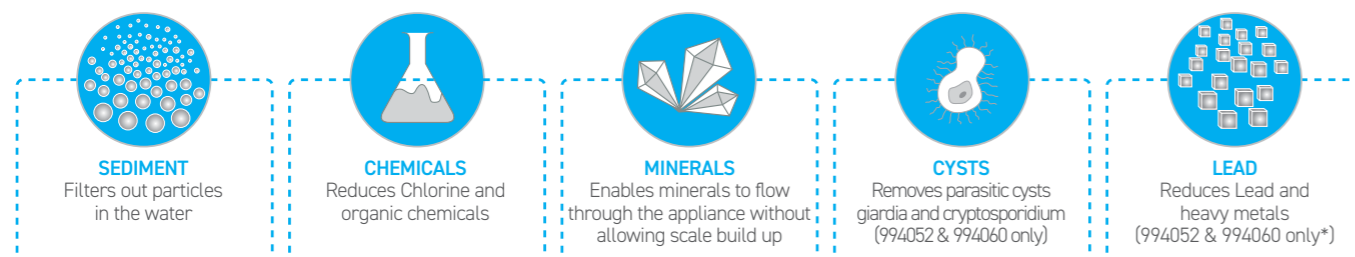 SEDIMENT
Filters out particles
in the water
CHEMICALS
Reduces Chlorine and
organic chemicals
MINERALS
Enables minerals to flow
through the appliance without
allowing scale build up
CYSTS
Removes parasitic cysts
giardia and cryptosporidium
(994052 & 994060 only)
LEAD
Reduces Lead and
heavy metals
(994052 & 994060 only*)